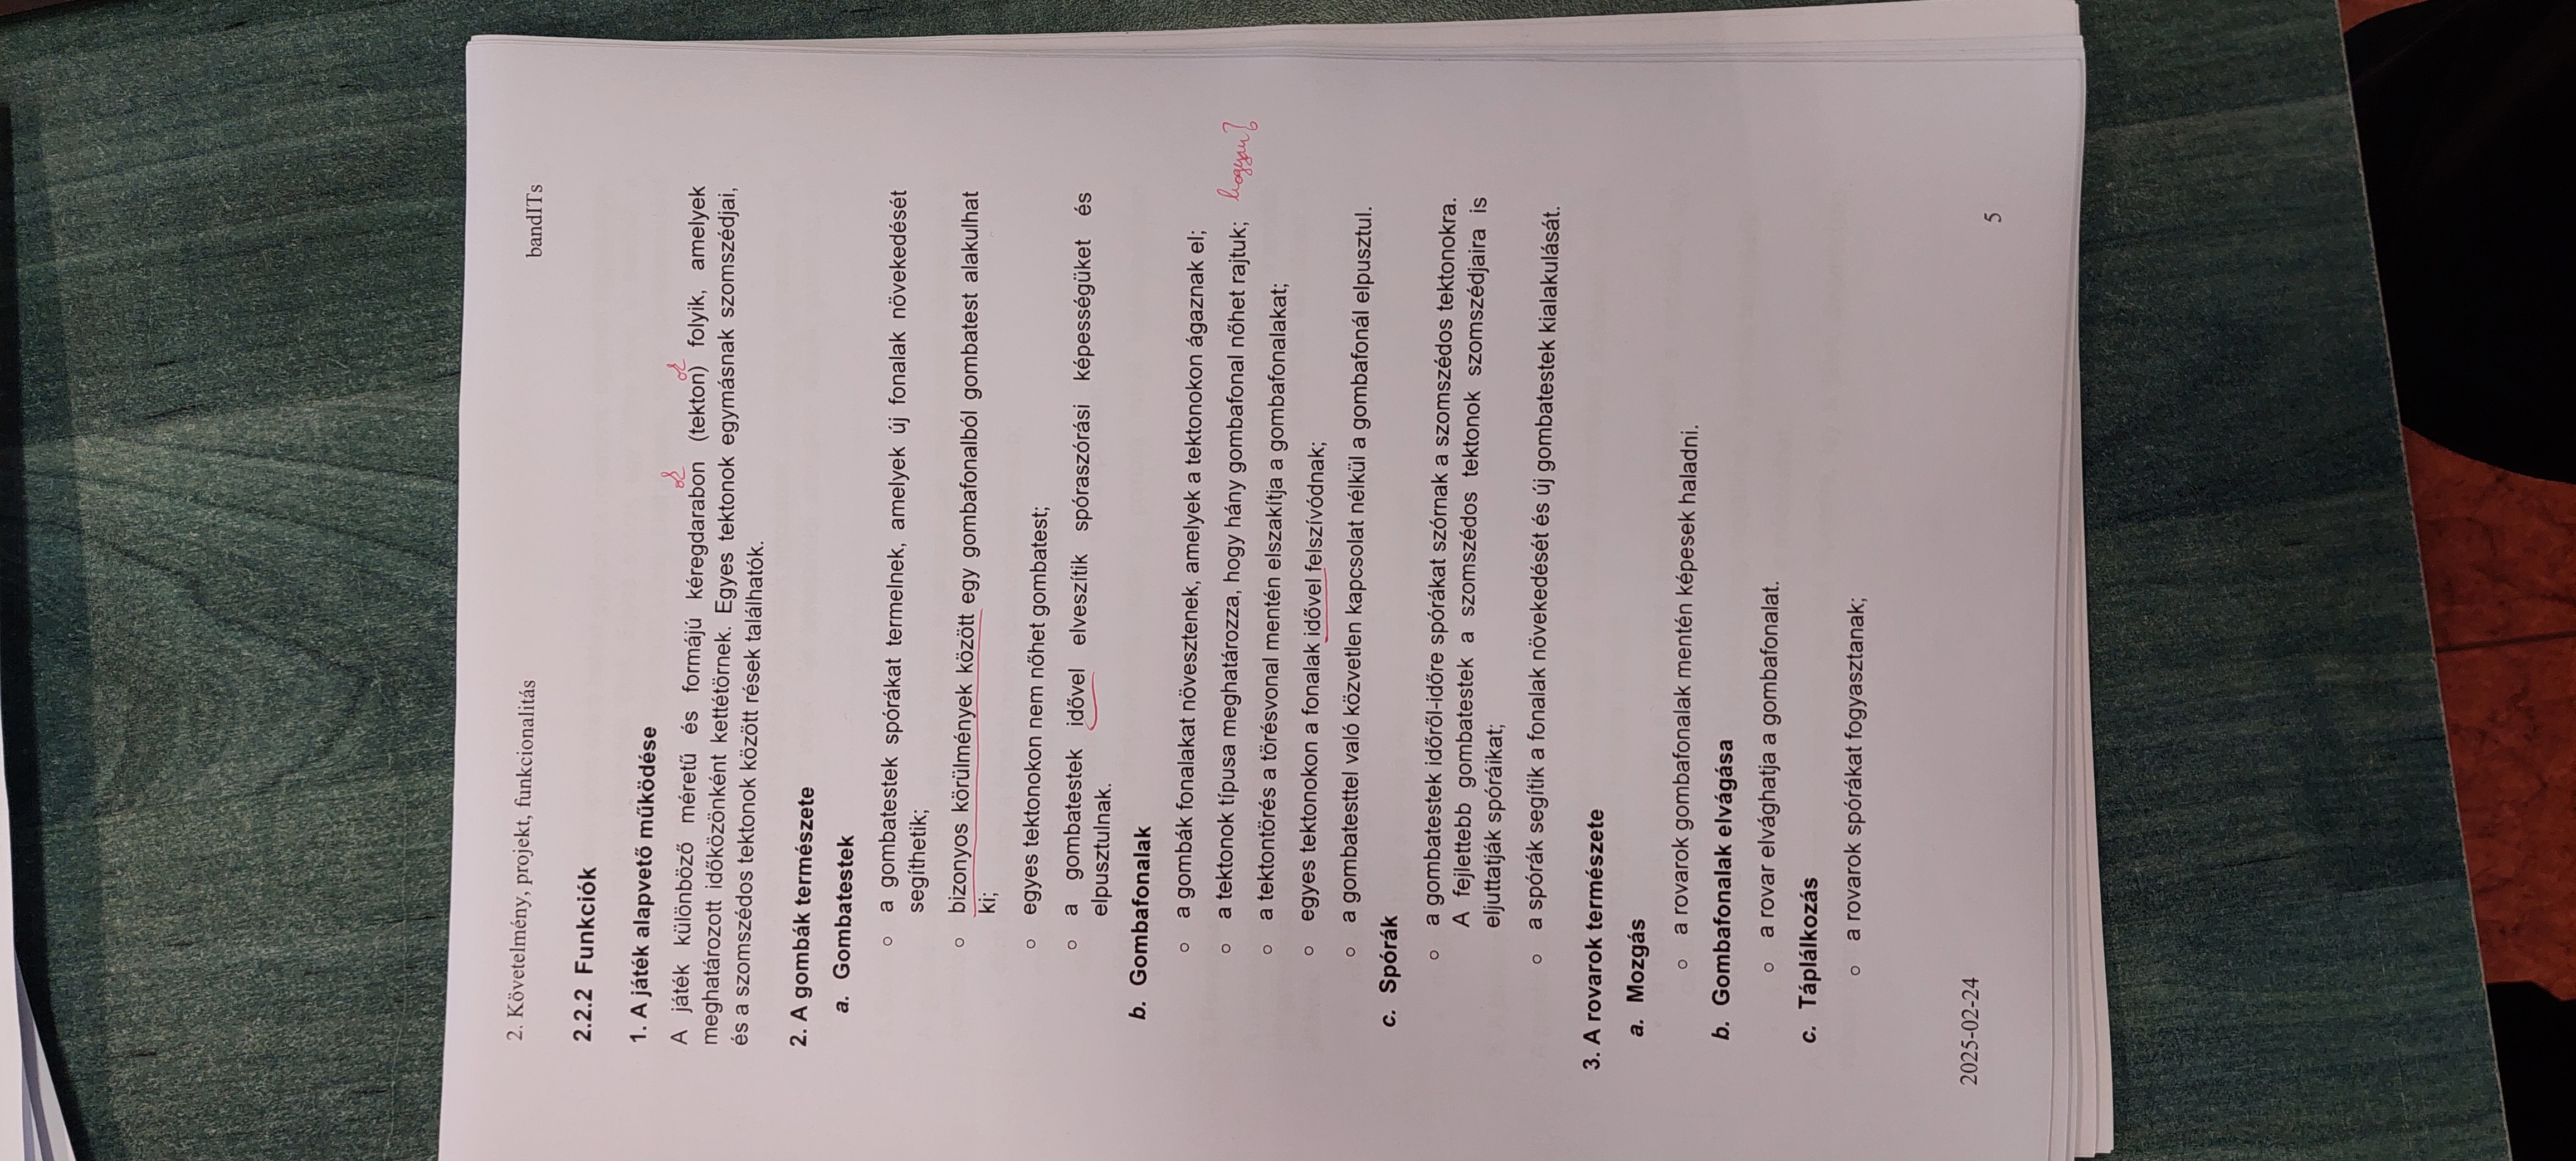 2. Követelmény, projekt, funkcionalitás
bandITs
2.2.2 Funkciók
1. A játék alapvető működése
ok ok
A játék különböző méretű és formájú kéregdarabon (tekton) folyik, amelyek
meghatározott időközönként kettétörnek. Egyes tektonok egymásnak szomszédjai,
és a szomszédos tektonok között rések találhatók.
2. A gombák természete
a. Gombatestek
○ a gombatestek spórákat termelnek, amelyek új fonalak növekedését
segíthetik;
○ bizonyos körülmények között egy gombafonalból gombatest alakulhat
ki;
○ egyes tektonokon nem nőhet gombatest;
○ a gombatestek idővel elveszítik spóraszórási képességüket és
elpusztulnak.
b. Gombafonalak
○ a gombák fonalakat növesztenek, amelyek a tektonokon ágaznak el;
○ a tektonok típusa meghatározza, hogy hány gombafonal nőhet rajtuk; hogyan?
○ a tektontörés a törésvonal mentén elszakítja a gombafonalakat;
○ egyes tektonokon a fonalak idővel felszívódnak;
○ a gombatesttel való közvetlen kapcsolat nélkül a gombafonál elpusztul.
c. Spórák
○ a gombatestek időről-időre spórákat szórnak a szomszédos tektonokra.
A fejlettebb gombatestek a szomszédos tektonok szomszédjaira is
eljuttatják spóráikat;
○ a spórák segítik a fonalak növekedését és új gombatestek kialakulását.
3. A rovarok természete
a. Mozgás
○ a rovarok gombafonalak mentén képesek haladni.
b. Gombafonalak elvágása
○ a rovar elvághatja a gombafonalat.
c. Táplálkozás
○ a rovarok spórákat fogyasztanak;
2025-02-24
5